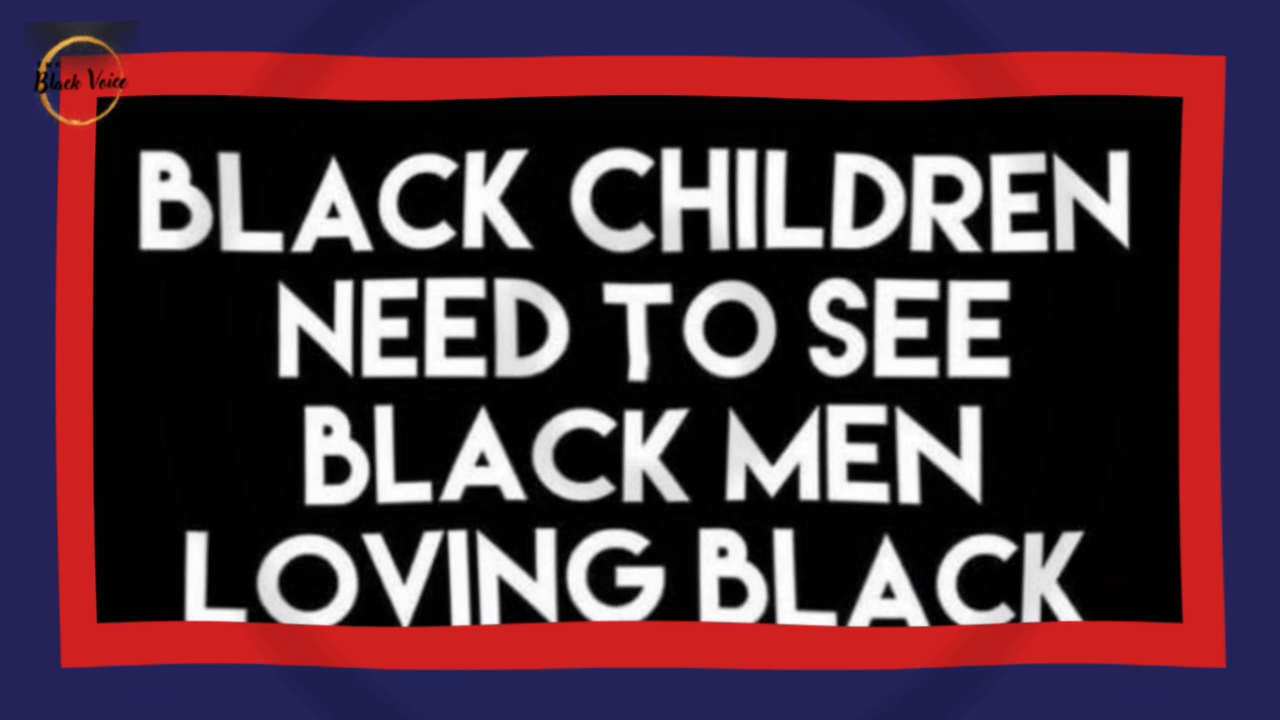 Black Voice
BLACK CHILDREN
NEED TO SEE
BLACK MEN
LOVING BLACK